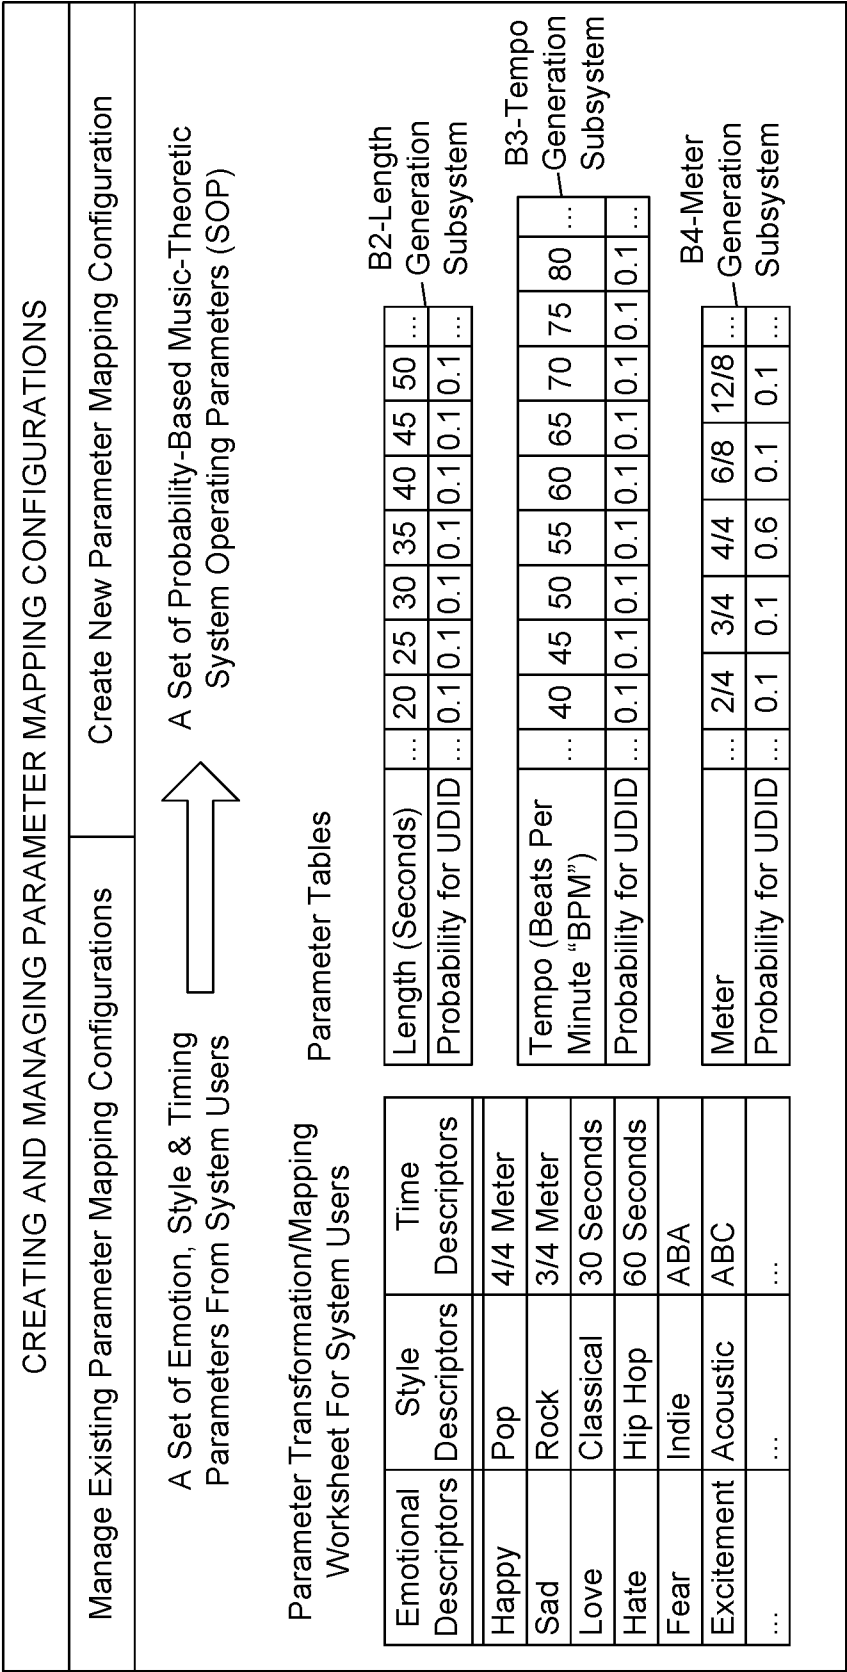 CREATING AND MANAGING PARAMETER MAPPING CONFIGURATIONS
Manage Existing Parameter Mapping Configurations
Create New Parameter Mapping Configuration
A Set of Emotion, Style & Timing
Parameters From System Users
A Set of Probability-Based Music-Theoretic
System Operating Parameters (SOP)
Parameter Transformation/Mapping
Worksheet For System Users
Emotional Descriptors Style Descriptors Time Descriptors
Happy Pop 4/4 Meter
Sad Rock 3/4 Meter
Love Classical 30 Seconds
Hate Hip Hop 60 Seconds
Fear Indie ABA
Excitement Acoustic ABC
... ... ...
Parameter Tables
Length (Seconds) ... 20 25 30 35 40 45 50 ...
Probability for UDID ... 0.1 0.1 0.1 0.1 0.1 0.1 0.1 ...
B2-Length
Generation
Subsystem
Tempo (Beats Per
Minute “BPM”) ... 40 45 50 55 60 65 70 75 80 ...
Probability for UDID ... 0.1 0.1 0.1 0.1 0.1 0.1 0.1 0.1 0.1 ...
B3-Tempo
Generation
Subsystem
Meter ... 2/4 3/4 4/4 6/8 12/8 ...
Probability for UDID ... 0.1 0.1 0.6 0.1 0.1 ...
B4-Meter
Generation
Subsystem